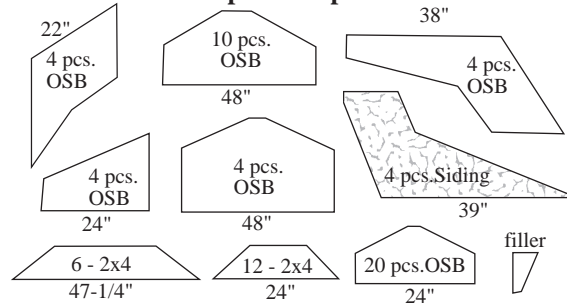 22"
4 pcs.
OSB
10 pcs.
OSB
48"
38"
4 pcs.
OSB
4 pcs.
OSB
24"
4 pcs.
OSB
48"
4 pcs.Siding
39"
6 - 2x4
47-1/4"
12 - 2x4
24"
20 pcs.OSB
24"
filler